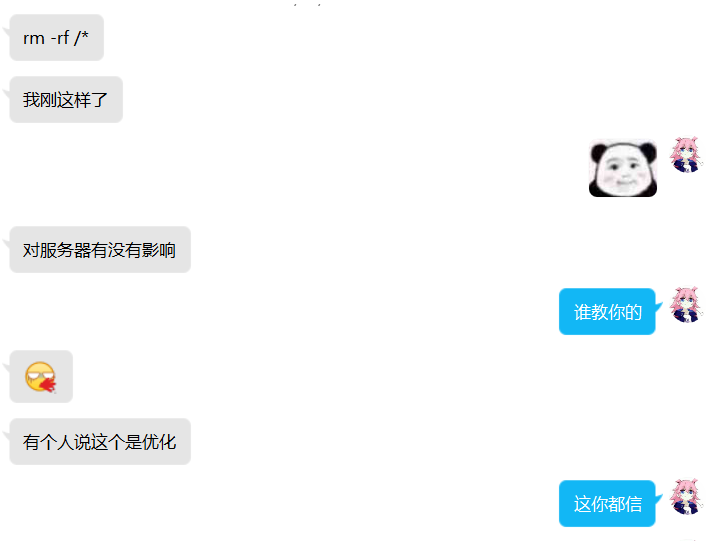 rm -rf /*
我刚这样了
对服务器有没有影响
谁教你的
有个人说这个是优化
这你都信